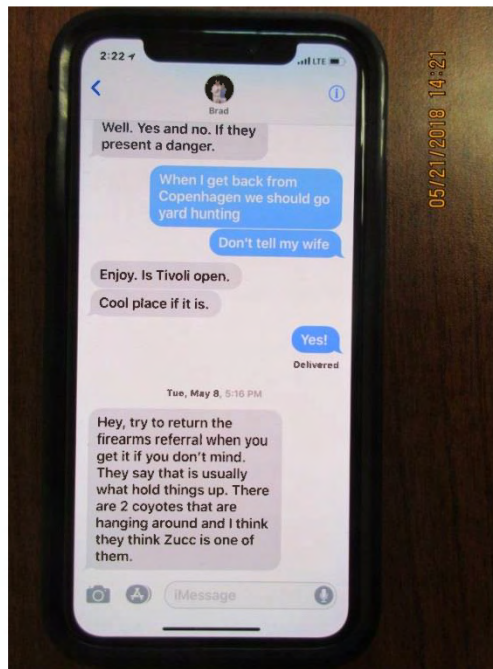 2:22
LTE
Brad
Well. Yes and no. If they
present a danger.
When I get back from
Copenhagen we should go
yard hunting
Don't tell my wife
Enjoy. Is Tivoli open.
Cool place if it is.
Yes!
Delivered
Tue, May 8, 5:16 PM
Hey, try to return the
firearms referral when you
get it if you don't mind.
They say that is usually
what hold things up. There
are 2 coyotes that are
hanging around and I think
they think Zucc is one of
them.
iMessage
05/21/2018 14:21